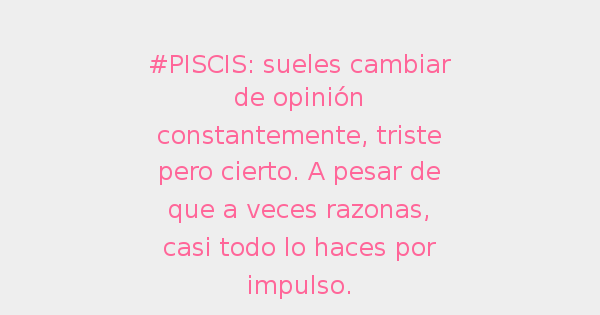 #PISCIS: sueles cambiar
de opinión
constantemente, triste
pero cierto. A pesar de
que a veces razonas,
casi todo lo haces por
impulso.